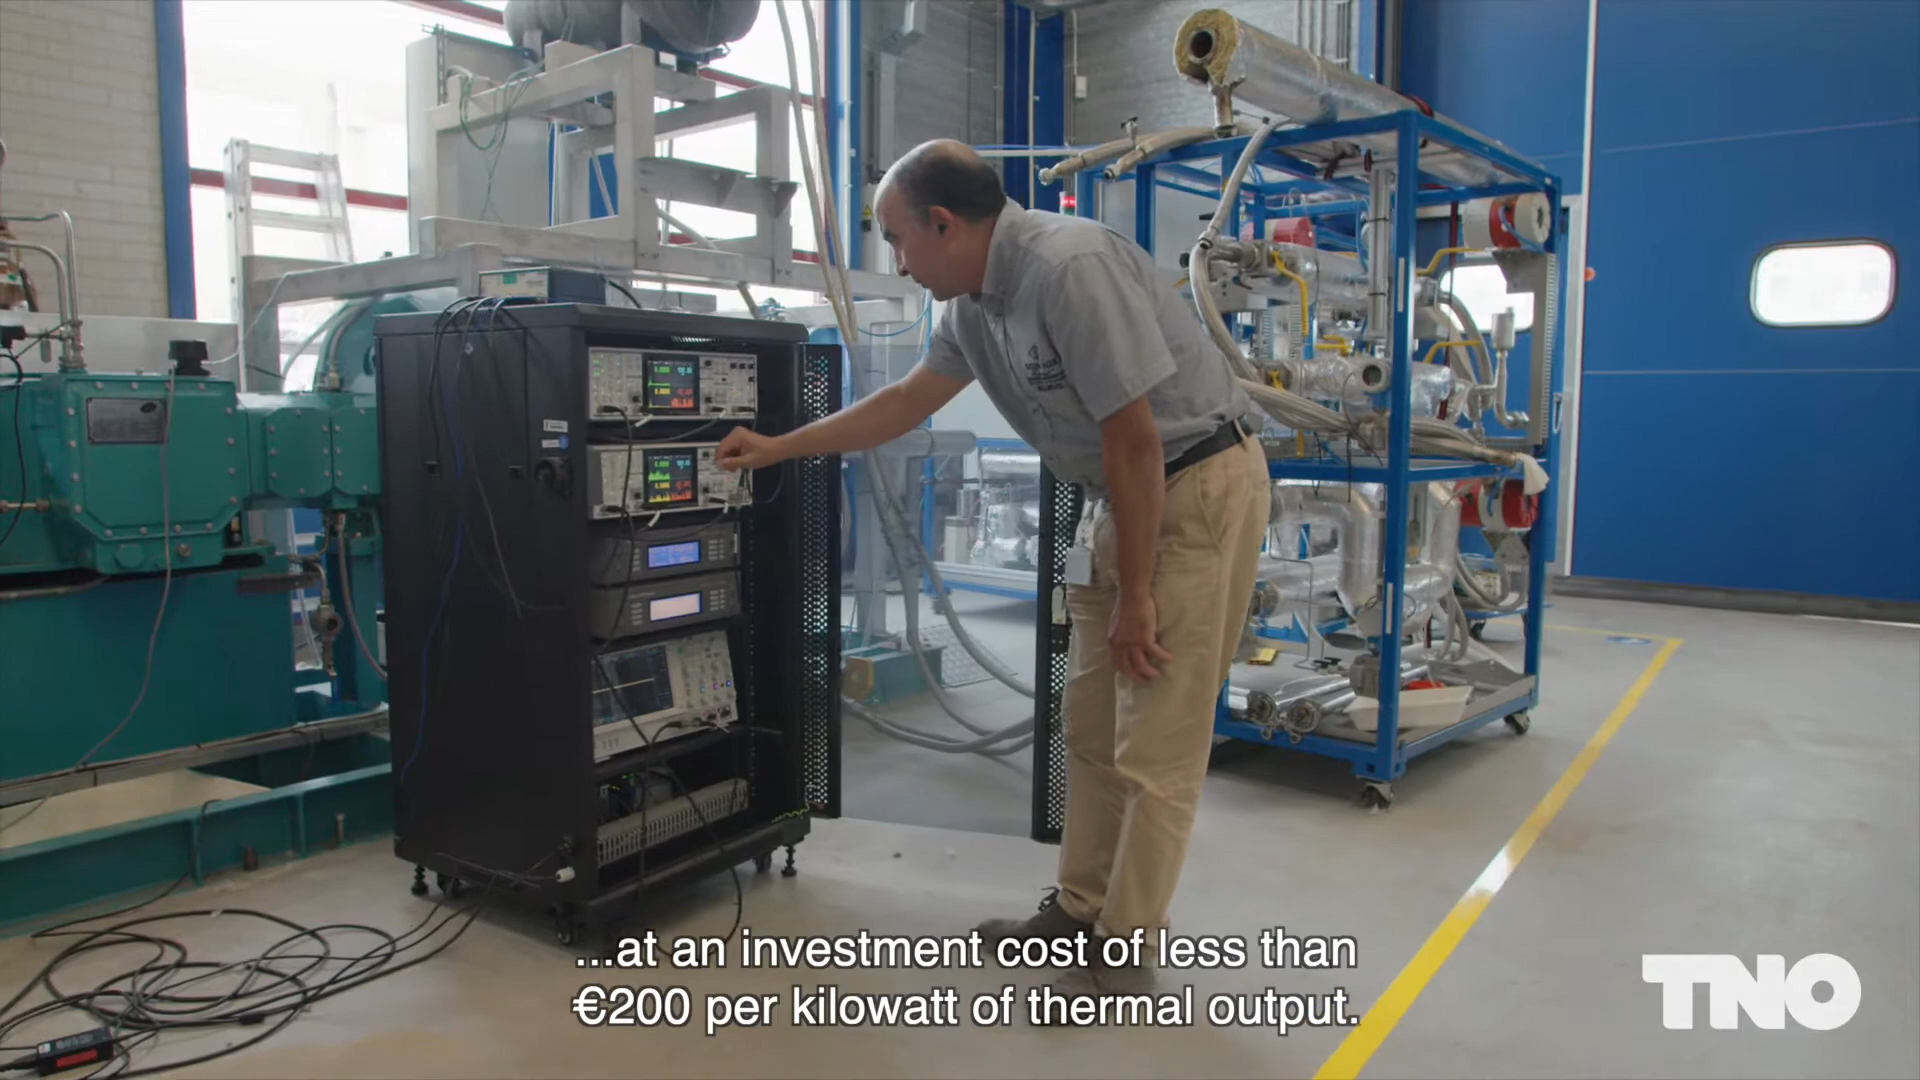 ...at an investment cost of less than
€200 per kilowatt of thermal output.
TNO